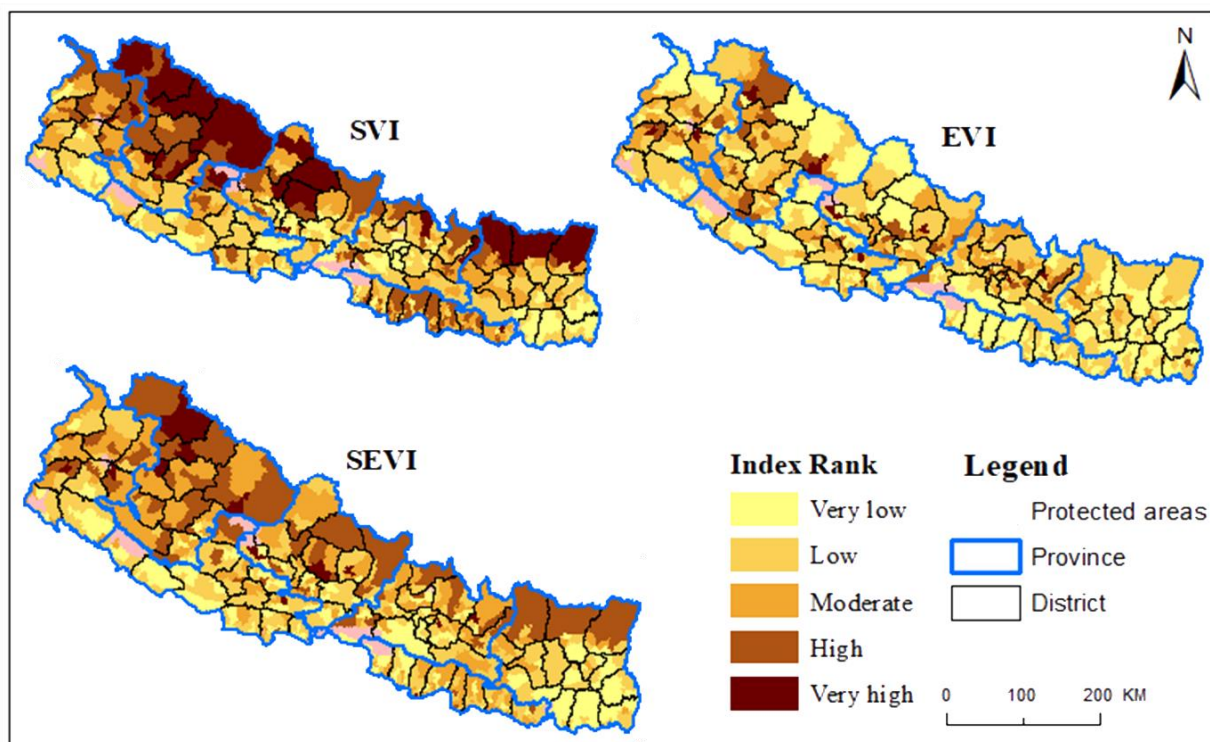 N
SVI
EVI
SEVI
Index Rank
Very low
Low
Moderate
High
Very high
Legend
Protected areas
Province
District
0 100 200 KM